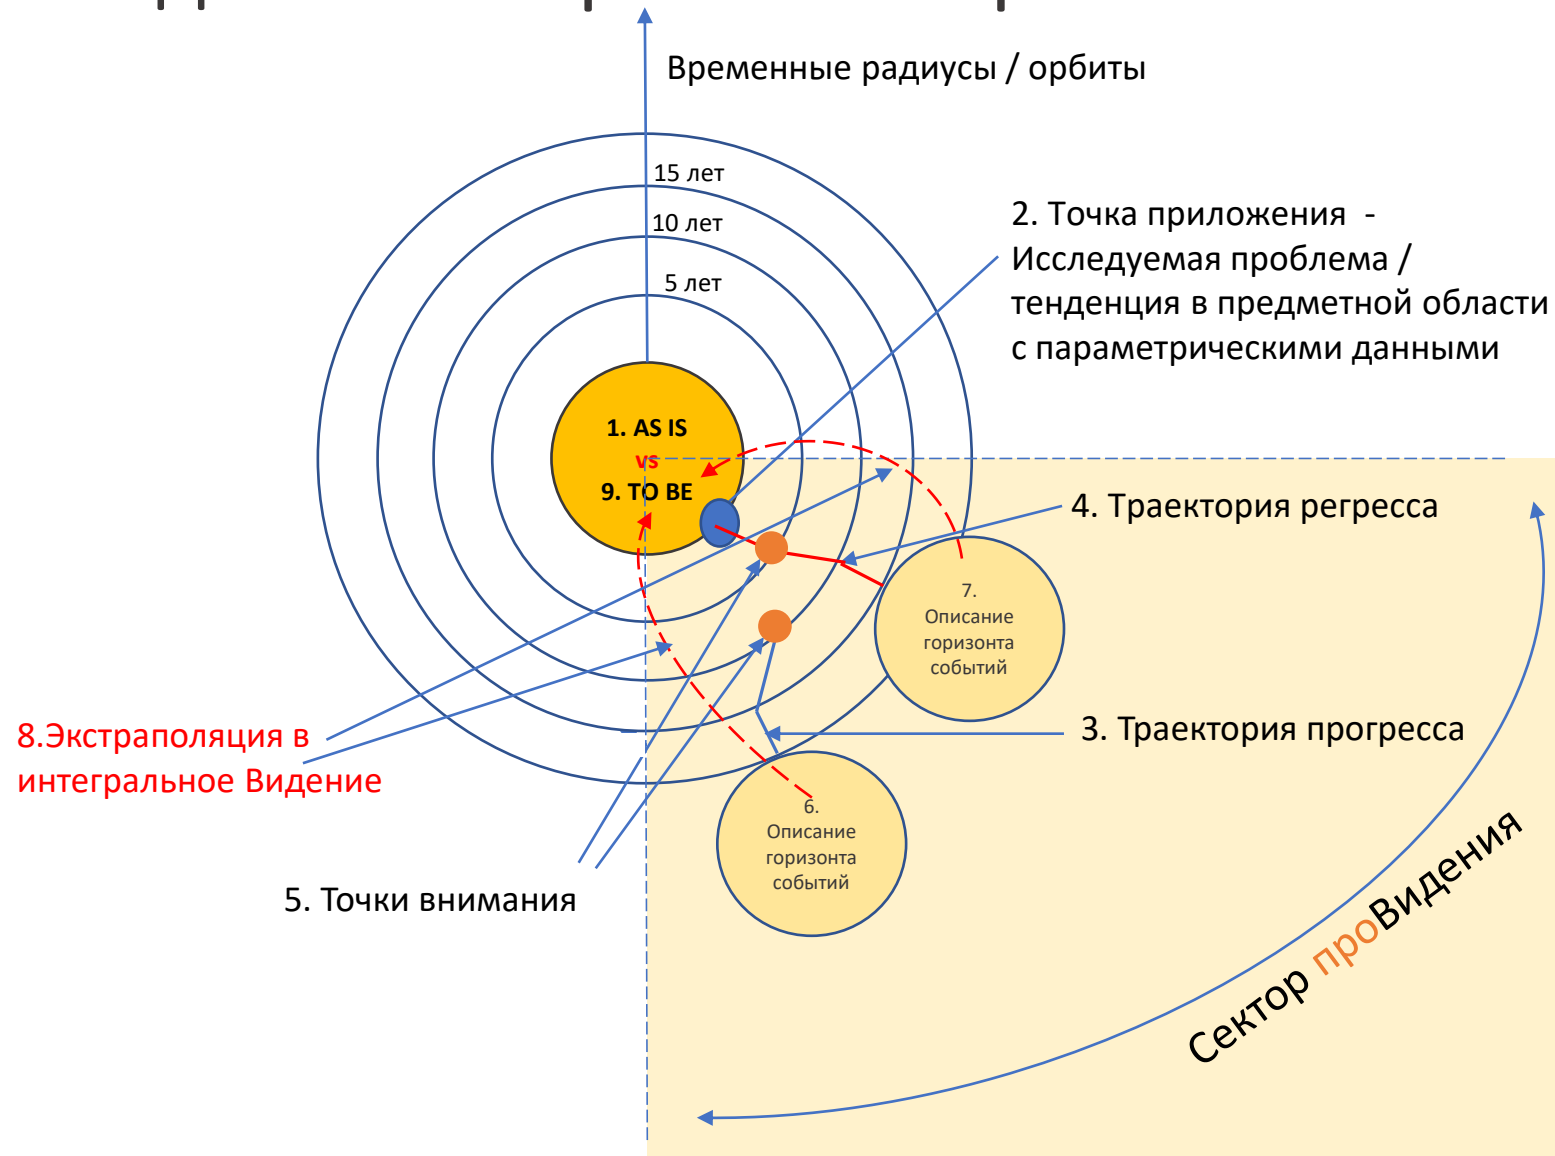 Временные радиусы / орбиты
15 лет
10 лет
5 лет
2. Точка приложения -
Исследуемая проблема /
тенденция в предметной области
с параметрическими данными
1. AS IS
vs
9. TO BE
4. Траектория регресса
7.
Описание
горизонта
событий
8.Экстраполяция в
интегральное Видение
3. Траектория прогресса
6.
Описание
горизонта
событий
5. Точки внимания
Сектор проВидения